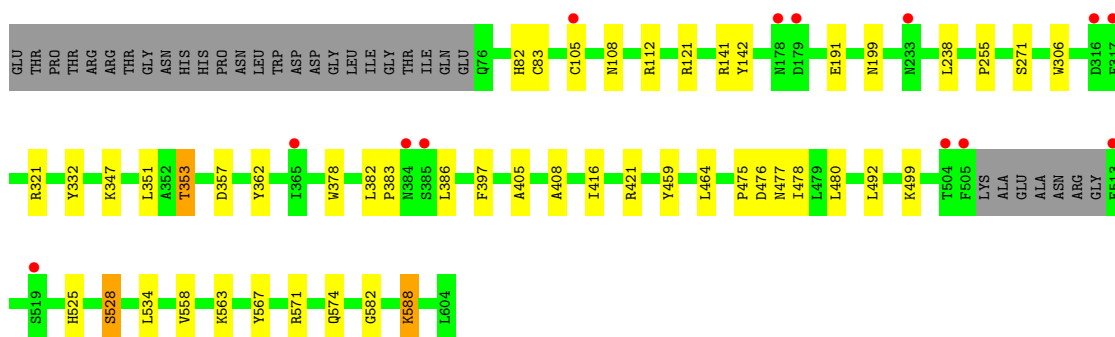 GLU THR PRO THR ARG ARG THR GLY ASN HIS HIS PRO ASN LEU TRP ASP ASP GLY LEU ILE GLN THR ILE GLN GLU Q76 H82 C83 C105 N108 R112 R121 R141 Y142 N178 D179 E191 N199 N233 L238 P255 S271 W306 D316
R321 Y332 K347 L351 A352 T353 D357 Y362 I365 W378 L382 P383 N384 S385 L386 F397 A405 A408 I416 R421 Y459 L464 P475 D476 N477 I478 L479 L480 L492 K499 T504 F505 LYS ALA GLU ALA ASN ARG GLY
S519 H525 S528 L534 V558 K563 Y567 R571 Q574 G582 K588 L604